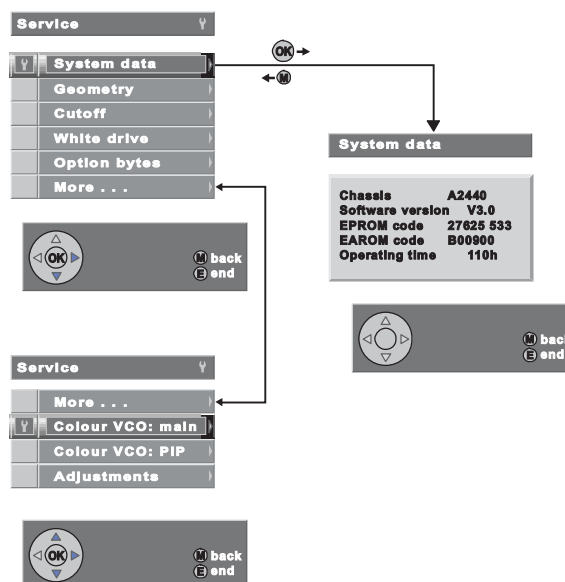 Service
System data
Geometry
Cutoff
White drive
Option bytes
More . . .
OK
M
OK
M back
E end
System data
Chassis A2440
Software version V3.0
EPROM code 27625 533
EAROM code B00900
Operating time 110h
M bac
E end
Service
More . . .
Colour VCO: main
Colour VCO: PIP
Adjustments
OK
M back
E end